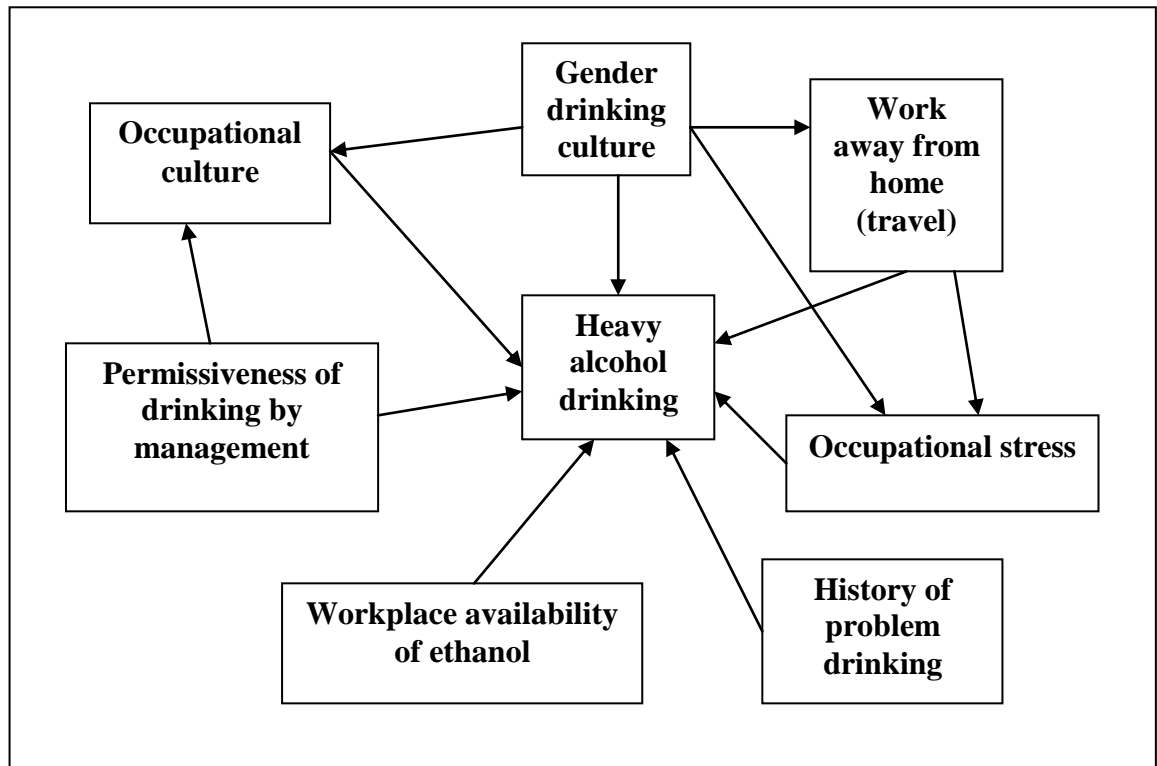 Gender
drinking
culture
Occupational
culture
Work
away from
home
(travel)
Heavy
alcohol
drinking
Permissiveness of
drinking by
management
Occupational stress
Workplace availability
of ethanol
History of
problem
drinking